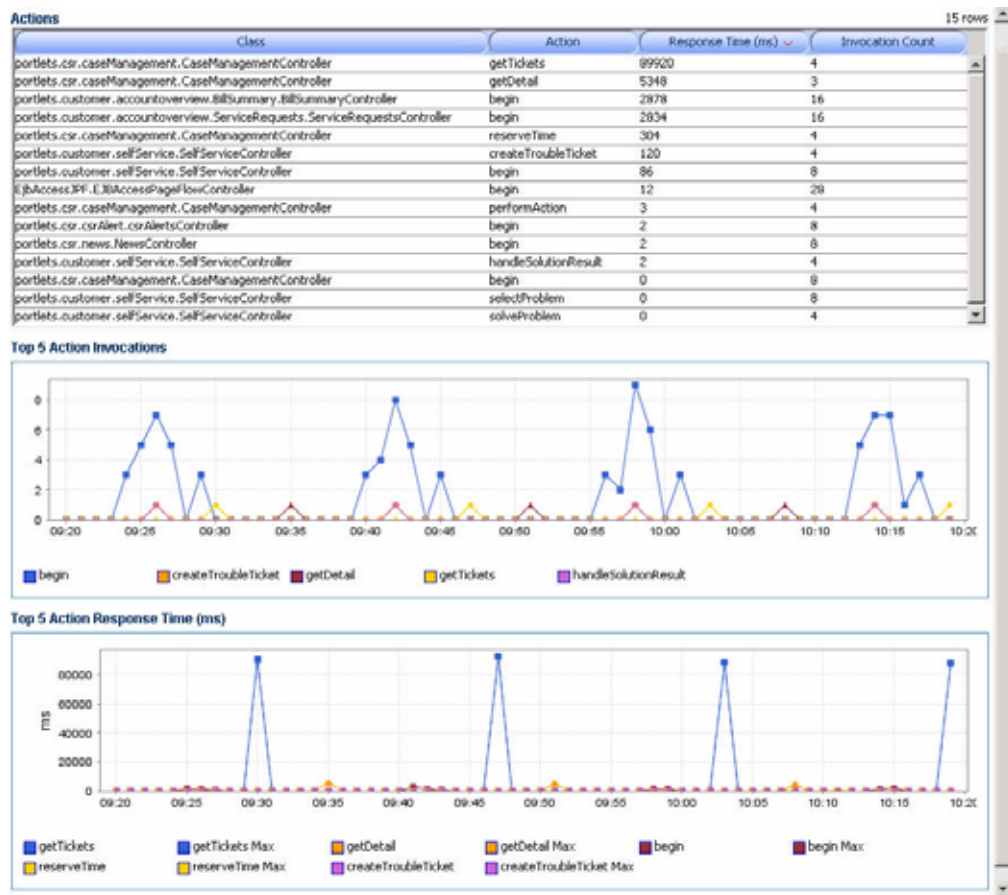 Actions 15 rows
Class Action Response Time (ms) Invocation Count
portlets.csr.caseManagement.CaseManagementController getTickets 89920 4
portlets.csr.caseManagement.CaseManagementController getDetail 5348 3
portlets.customer.accountoverview.BillSummary.BillSummaryController begin 2878 16
portlets.customer.accountoverview.ServiceRequests.ServiceRequestsController begin 2834 16
portlets.csr.caseManagement.CaseManagementController reserveTime 304 4
portlets.customer.selfService.SelfServiceController createTroubleTicket 120 4
portlets.customer.selfService.SelfServiceController begin 86 8
EjbAccessJPF.EJBAccessPageFlowController begin 12 28
portlets.csr.caseManagement.CaseManagementController performAction 3 4
portlets.csr.csrAlert.csrAlertsController begin 2 8
portlets.csr.news.NewsController begin 2 8
portlets.customer.selfService.SelfServiceController handleSolutionResult 2 4
portlets.csr.caseManagement.CaseManagementController begin 0 8
portlets.customer.selfService.SelfServiceController selectProblem 0 8
portlets.customer.selfService.SelfServiceController solveProblem 0 4
Top 5 Action Invocations
8
6
4
2
0
09:20 09:25 09:30 09:35 09:40 09:45 09:50 09:55 10:00 10:05 10:10 10:15 10:20
begin createTroubleTicket getDetail getTickets handleSolutionResult
Top 5 Action Response Time (ms)
ms
80000
60000
40000
20000
0
09:20 09:25 09:30 09:35 09:40 09:45 09:50 09:55 10:00 10:05 10:10 10:15 10:20
getTickets getTickets Max getDetail getDetail Max begin begin Max
reserveTime reserveTime Max createTroubleTicket createTroubleTicket Max